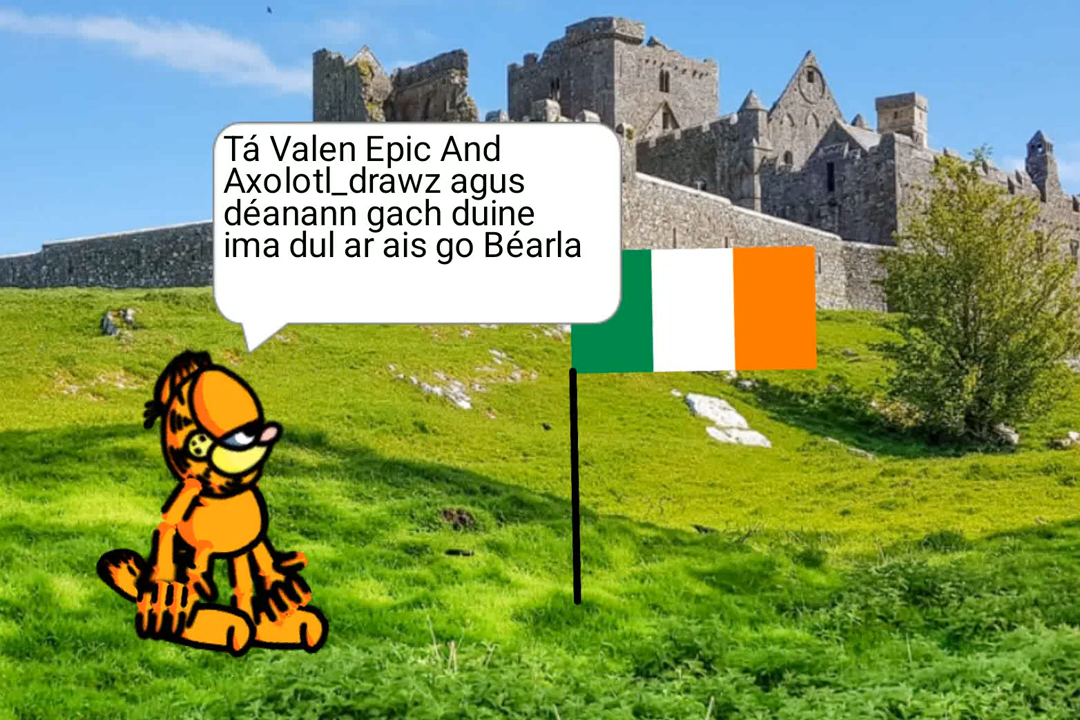 Tá Valen Epic And
Axolotl_drawz agus
déanann gach duine
ima dul ar ais go Béarla